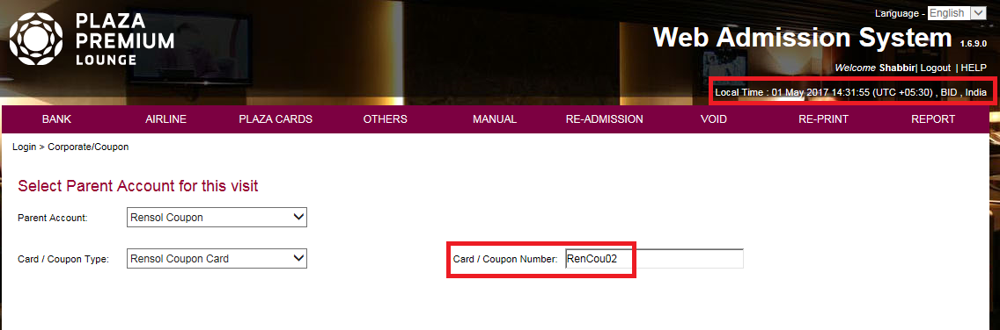 PLAZA
PREMIUM
LOUNGE
Language - English
Web Admission System 1.6.9.0
Welcome Shabbir| Logout | HELP
Local Time : 01 May 2017 14:31:55 (UTC +05:30) , BID , India
BANK AIRLINE PLAZA CARDS OTHERS MANUAL RE-ADMISSION VOID RE-PRINT REPORT
Login > Corporate/Coupon
Select Parent Account for this visit
Parent Account: Rensol Coupon
Card / Coupon Type: Rensol Coupon Card Card / Coupon Number: RenCou02